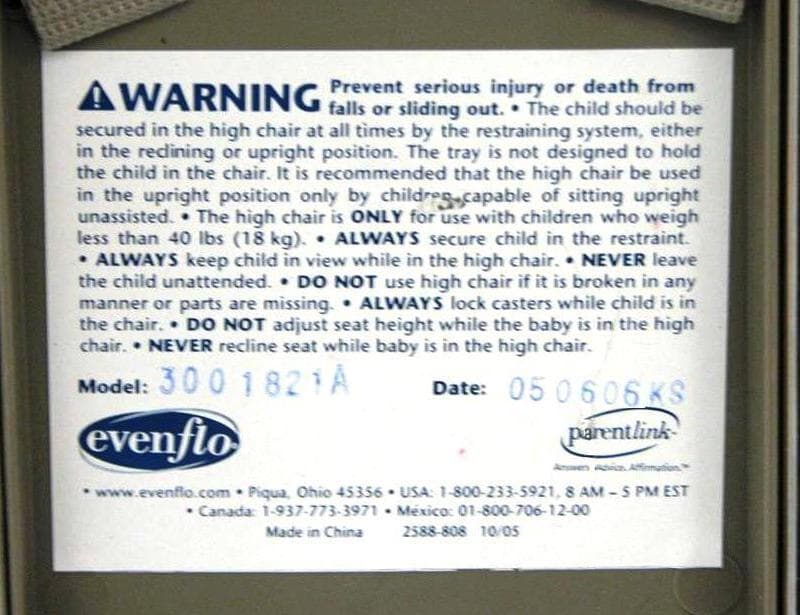 WARNING Prevent serious injury or death from
falls or sliding out. • The child should be
secured in the high chair at all times by the restraining system, either
in the reclining or upright position. The tray is not designed to hold
the child in the chair. It is recommended that the high chair be used
in the upright position only by children capable of sitting upright
unassisted. • The high chair is ONLY for use with children who weigh
less than 40 lbs (18 kg). • ALWAYS secure child in the restraint.
• ALWAYS keep child in view while in the high chair. • NEVER leave
the child unattended. • DO NOT use high chair if it is broken in any
manner or parts are missing. • ALWAYS lock casters while child is in
the chair. • DO NOT adjust seat height while the baby is in the high
chair. • NEVER recline seat while baby is in the high chair.
Model: 3001821A Date: 050606KS
evenflo parentlink
Answers. Advice. Affirmation.™
• www.evenflo.com • Piqua, Ohio 45356 • USA: 1-800-233-5921, 8 AM – 5 PM EST
• Canada: 1-937-773-3971 • México: 01-800-706-12-00
Made in China 2588-808 10/05